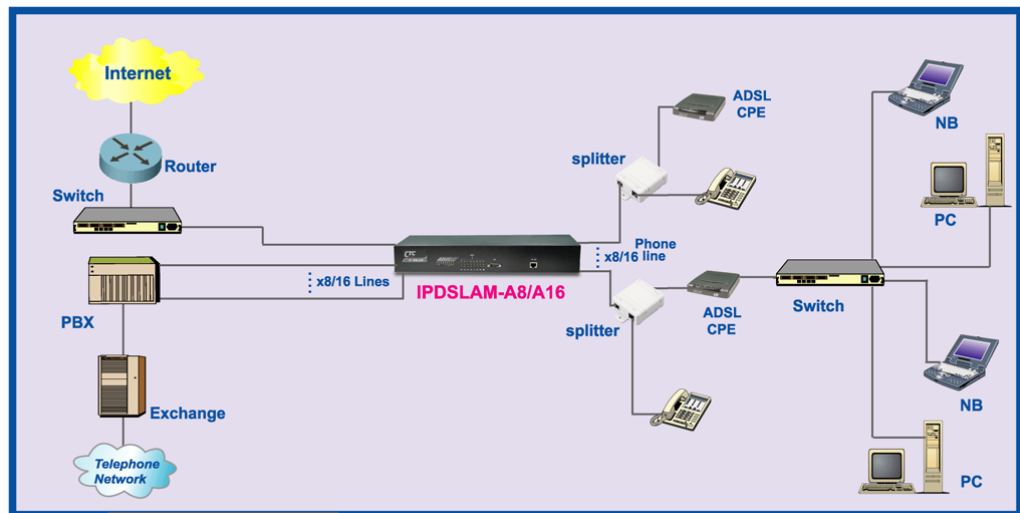 Internet
Router
Switch
PBX
x8/16 Lines
Exchange
Telephone
Network
CTC
IPDSLAM-A8/A16
Phone
x8/16 line
splitter
ADSL
CPE
splitter
ADSL
CPE
Switch
NB
PC
NB
PC